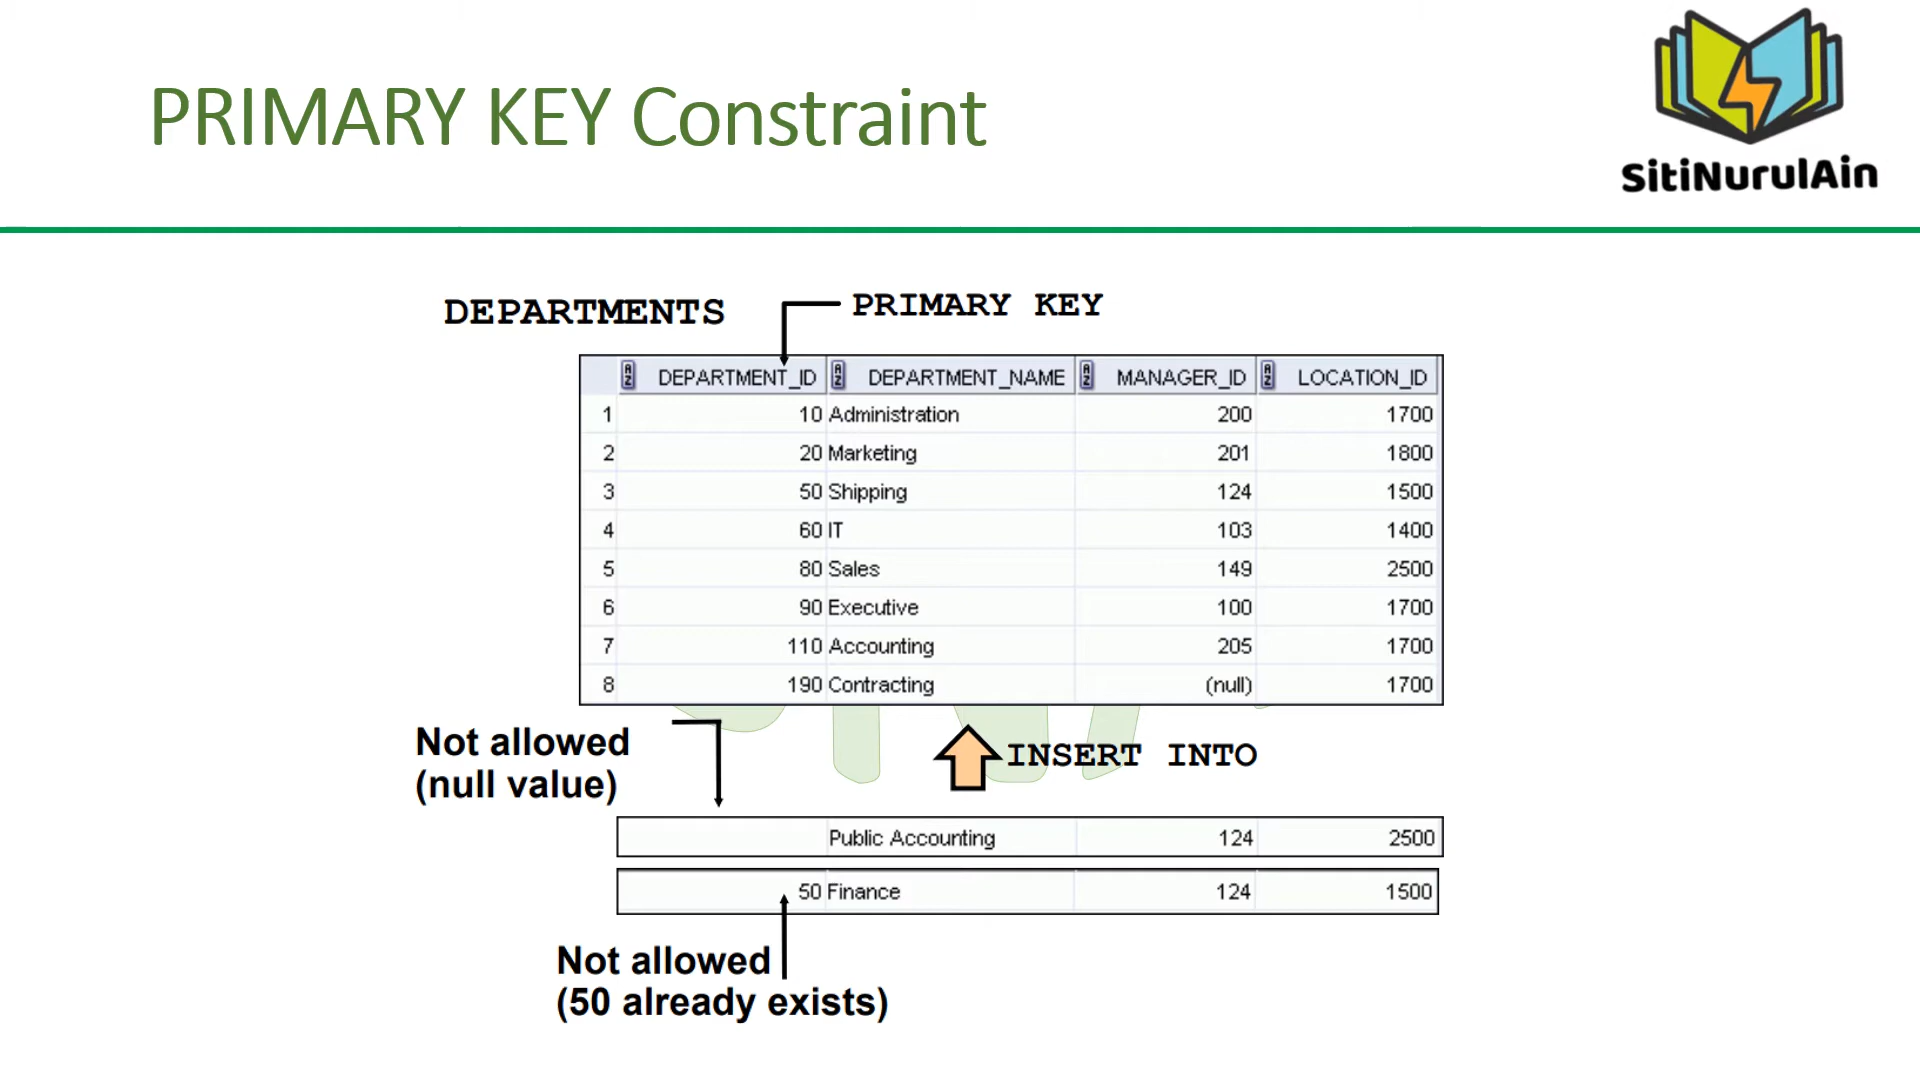 PRIMARY KEY Constraint
SitiNurulAin
DEPARTMENTS
PRIMARY KEY
DEPARTMENT_ID DEPARTMENT_NAME MANAGER_ID LOCATION_ID
1 10 Administration 200 1700
2 20 Marketing 201 1800
3 50 Shipping 124 1500
4 60 IT 103 1400
5 80 Sales 149 2500
6 90 Executive 100 1700
7 110 Accounting 205 1700
8 190 Contracting (null) 1700
Not allowed
(null value)
INSERT INTO
Public Accounting 124 2500
50 Finance 124 1500
Not allowed
(50 already exists)